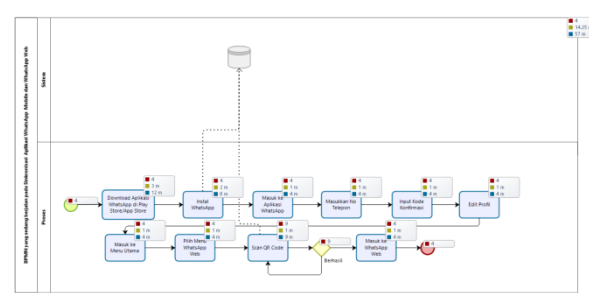 4
14.25
57 m
BPMN yang sedang berjalan pada Sinkronisasi Aplikasi WhatsApp Mobile dan WhatsApp Web
Sistem
Proses
4
4
3 m
12 m
Download Aplikasi
WhatsApp di Play
Store/App Store
4
2 m
8 m
Instal
WhatsApp
4
1 m
4 m
Masuk ke
Aplikasi
WhatsApp
4
1 m
4 m
Masukkan No
Telepon
4
1 m
4 m
Input Kode
Konfirmasi
4
1 m
4 m
Edit Profil
4
1 m
4 m
Masuk ke
Menu Utama
4
1 m
4 m
Pilih Menu
WhatsApp
Web
9
1 m
9 m
Scan QR Code
9
Berhasil
4
1 m
4 m
Masuk ke
WhatsApp
Web
4